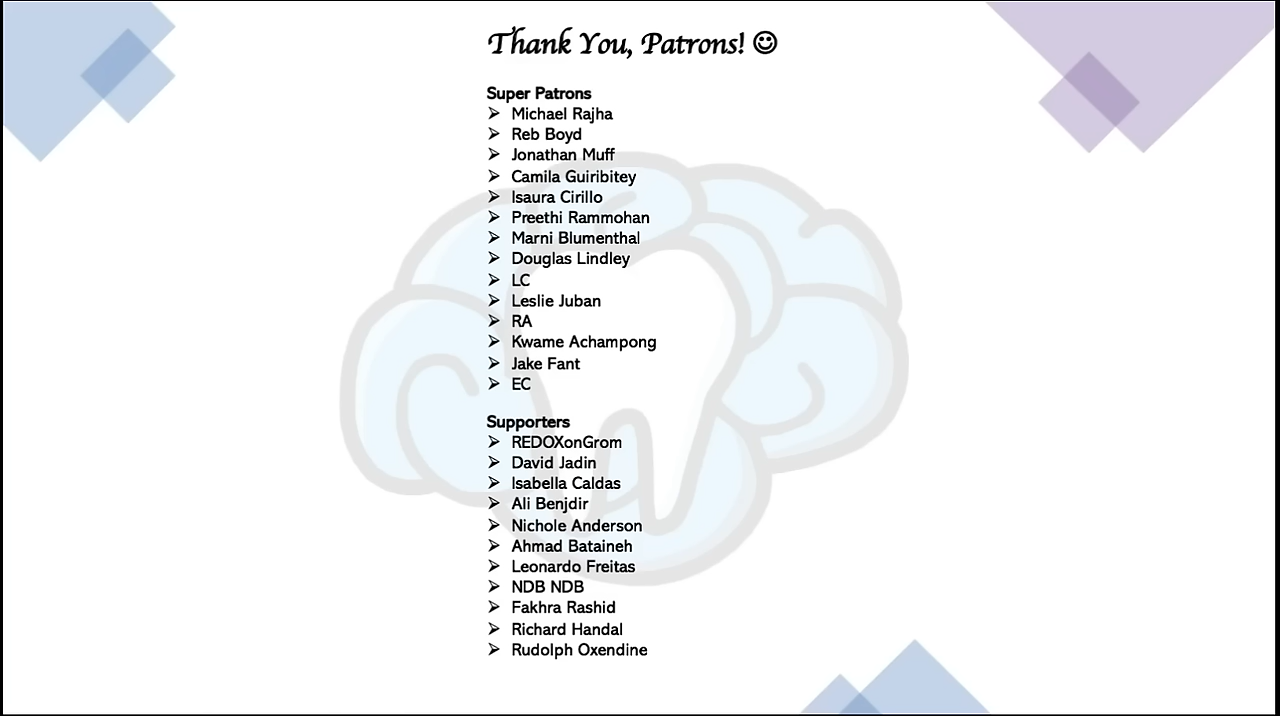 Thank You, Patrons! ☺
Super Patrons
➢ Michael Rajha
➢ Reb Boyd
➢ Jonathan Muff
➢ Camila Guiribitey
➢ Isaura Cirillo
➢ Preethi Rammohan
➢ Marni Blumenthal
➢ Douglas Lindley
➢ LC
➢ Leslie Juban
➢ RA
➢ Kwame Achampong
➢ Jake Fant
➢ EC
Supporters
➢ REDOXonGrom
➢ David Jadin
➢ Isabella Caldas
➢ Ali Benjdir
➢ Nichole Anderson
➢ Ahmad Bataineh
➢ Leonardo Freitas
➢ NDB NDB
➢ Fakhra Rashid
➢ Richard Handal
➢ Rudolph Oxendine